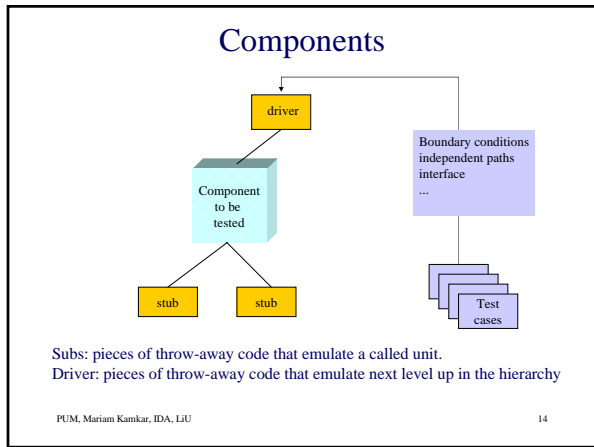 Components
driver
Boundary conditions
independent paths
interface
...
Component
to be
tested
stub
stub
Test
cases
Subs: pieces of throw-away code that emulate a called unit.
Driver: pieces of throw-away code that emulate next level up in the hierarchy
PUM, Mariam Kamkar, IDA, LiU
14